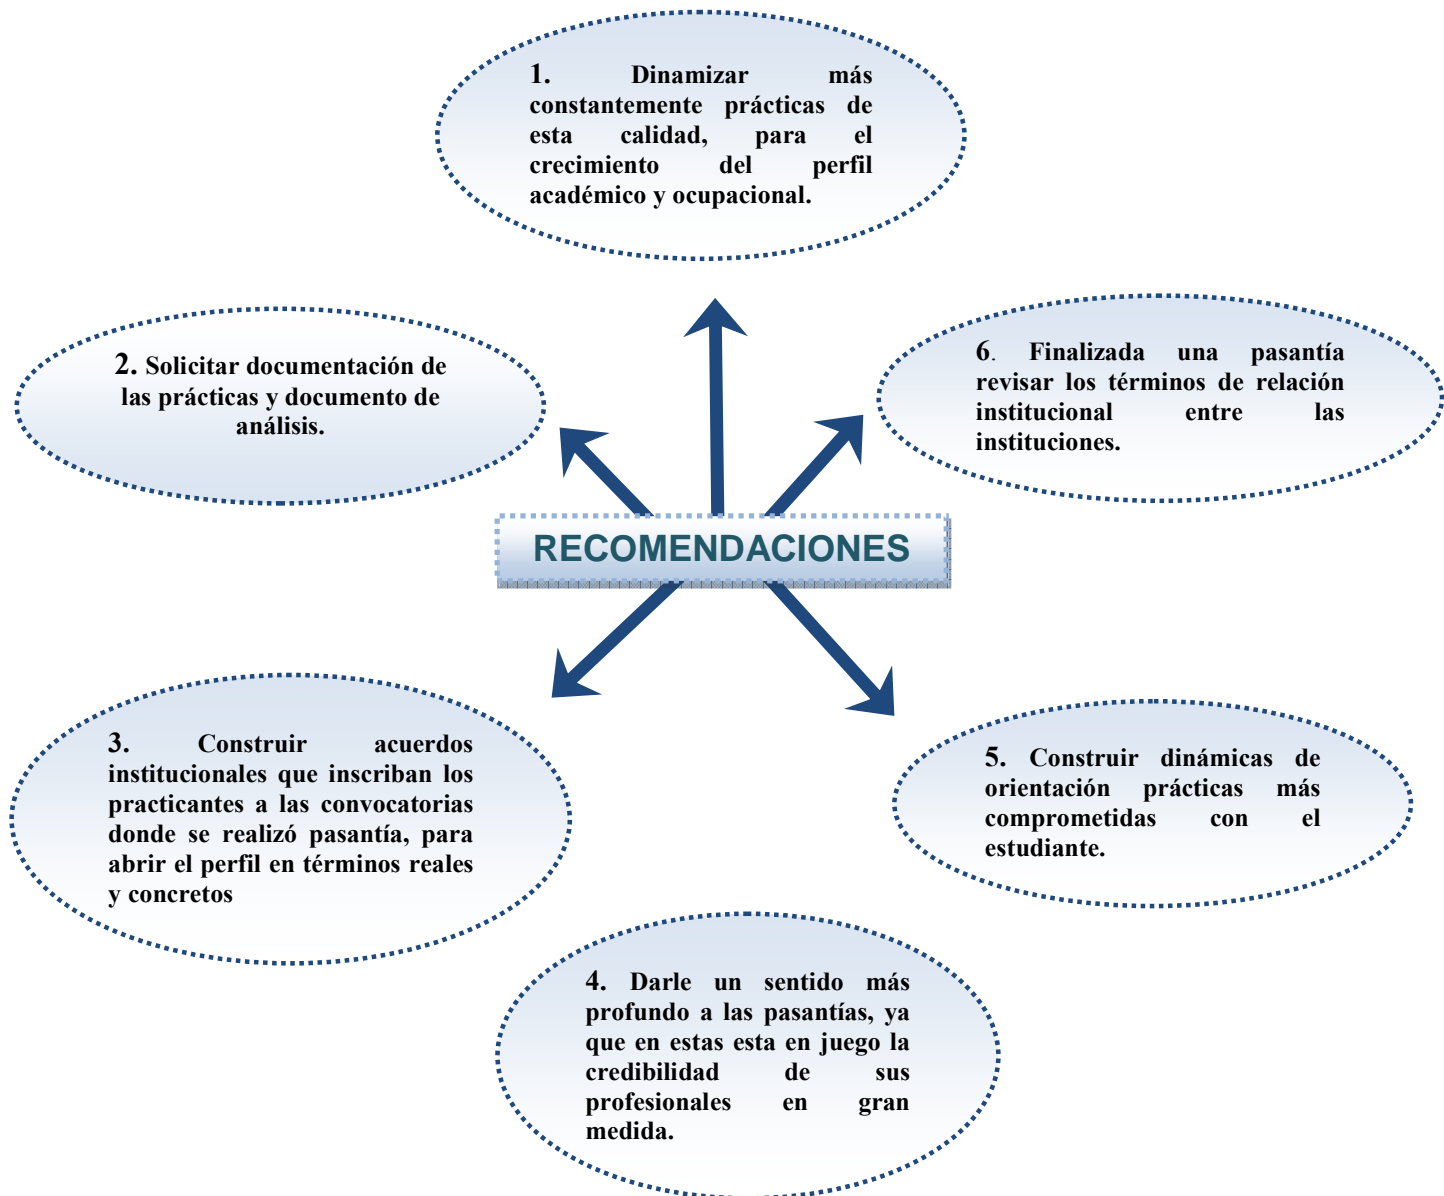 1. Dinamizar más
constantemente prácticas de
esta calidad, para el
crecimiento del perfil
académico y ocupacional.
2. Solicitar documentación de
las prácticas y documento de
análisis.
6. Finalizada una pasantía
revisar los términos de relación
institucional entre las
instituciones.
RECOMENDACIONES
3. Construir acuerdos
institucionales que inscriban los
practicantes a las convocatorias
donde se realizó pasantía, para
abrir el perfil en términos reales
y concretos
5. Construir dinámicas de
orientación prácticas más
comprometidas con el
estudiante.
4. Darle un sentido más
profundo a las pasantías, ya
que en estas esta en juego la
credibilidad de sus
profesionales en gran
medida.